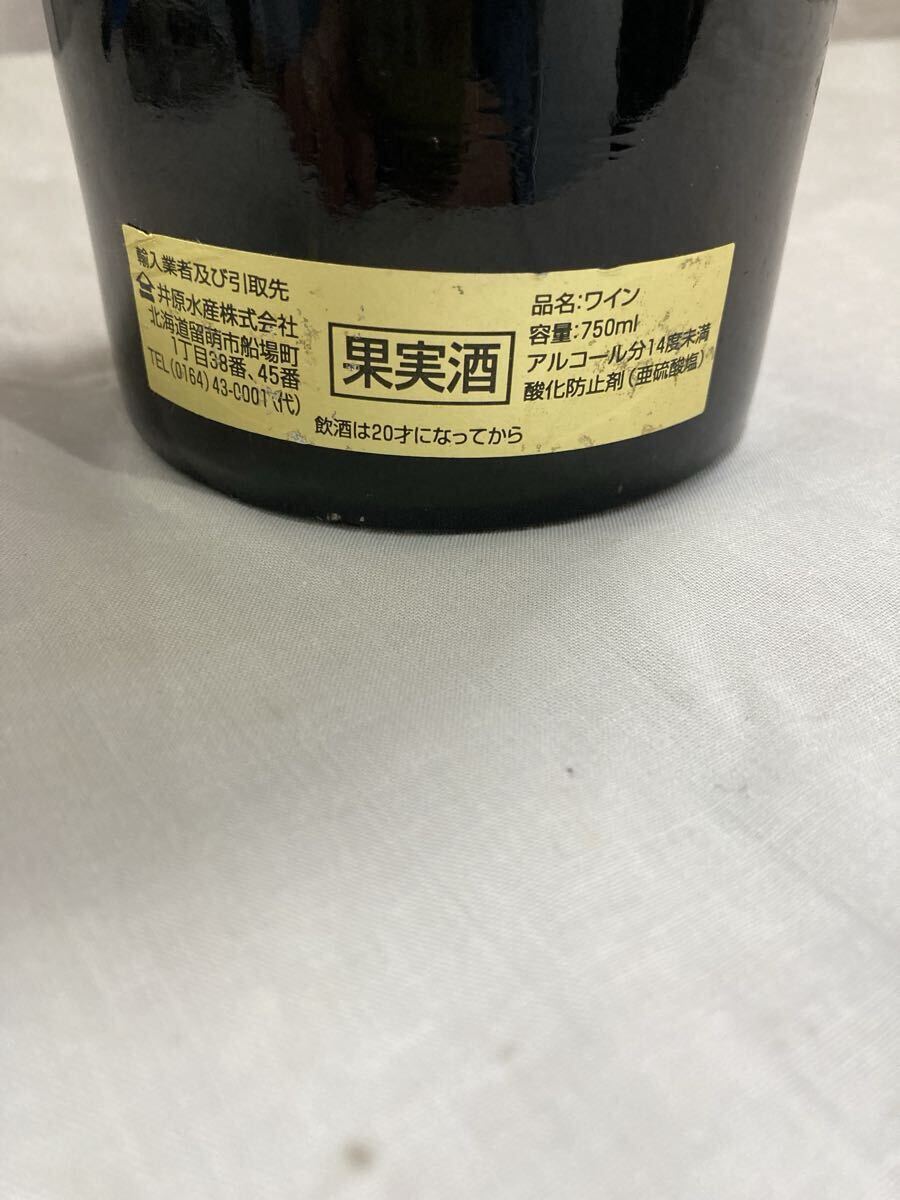 輸入業者及び引取先
井原水産株式会社
北海道留萌市船場町
1丁目38番、45番
TEL(0164)43-0001(代)
果実酒
飲酒は20才になってから
品名:ワイン
容量:750ml
アルコール分14度未満
酸化防止剤(亜硫酸塩)